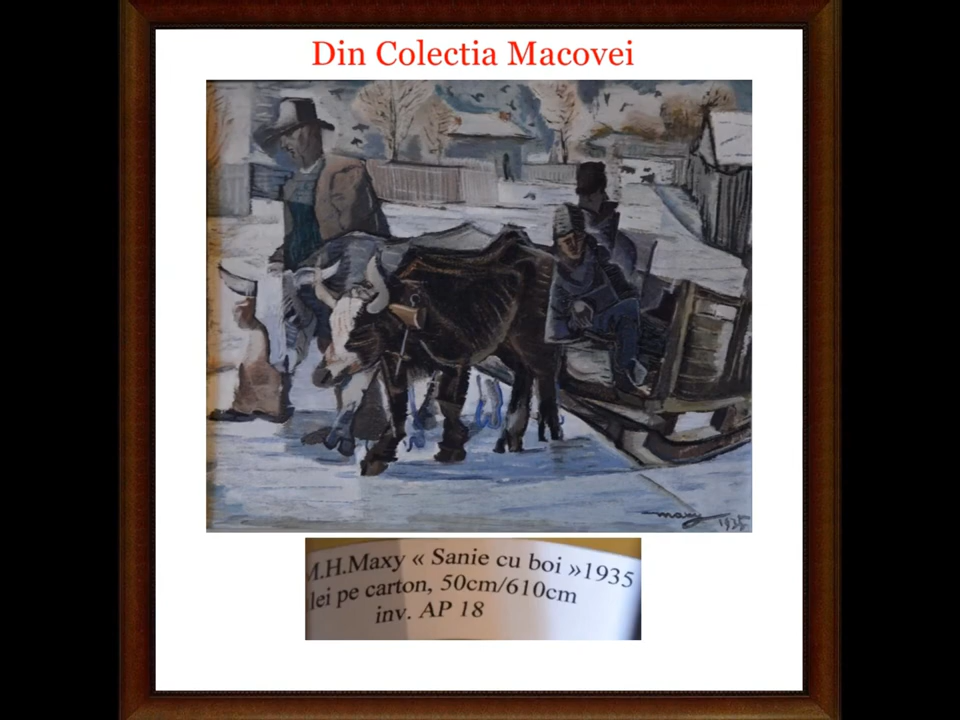 Din Colectia Macovei
maxy 1935
M.H.Maxy « Sanie cu boi »1935
lei pe carton, 50cm/610cm
inv. AP 18